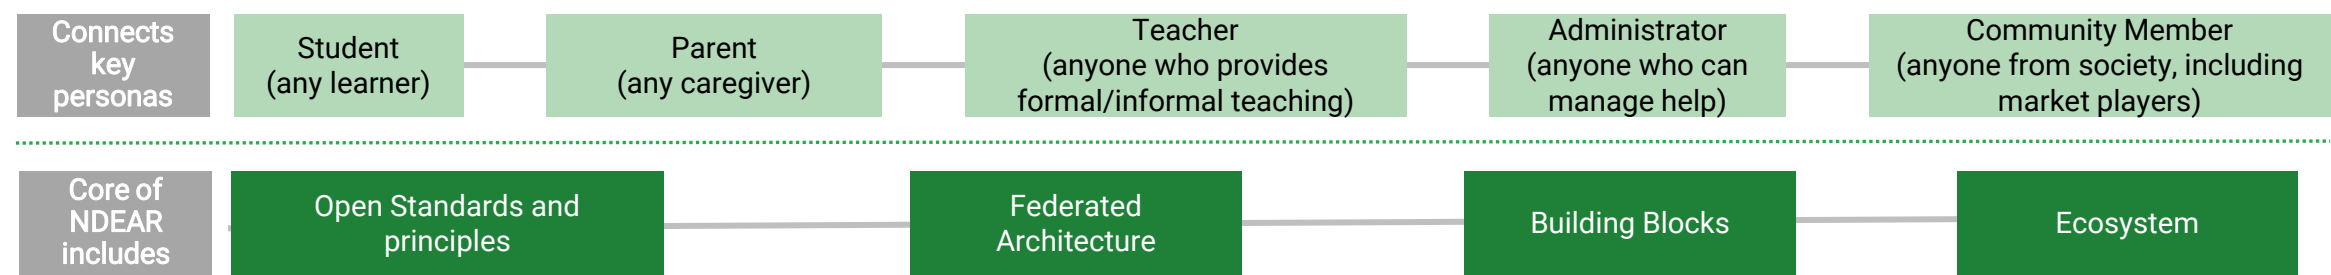 Connects
key
personas
Student
(any learner)
Parent
(any caregiver)
Teacher
(anyone who provides
formal/informal teaching)
Administrator
(anyone who can
manage help)
Community Member
(anyone from society, including
market players)
Core of
NDEAR
includes
Open Standards and
principles
Federated
Architecture
Building Blocks
Ecosystem